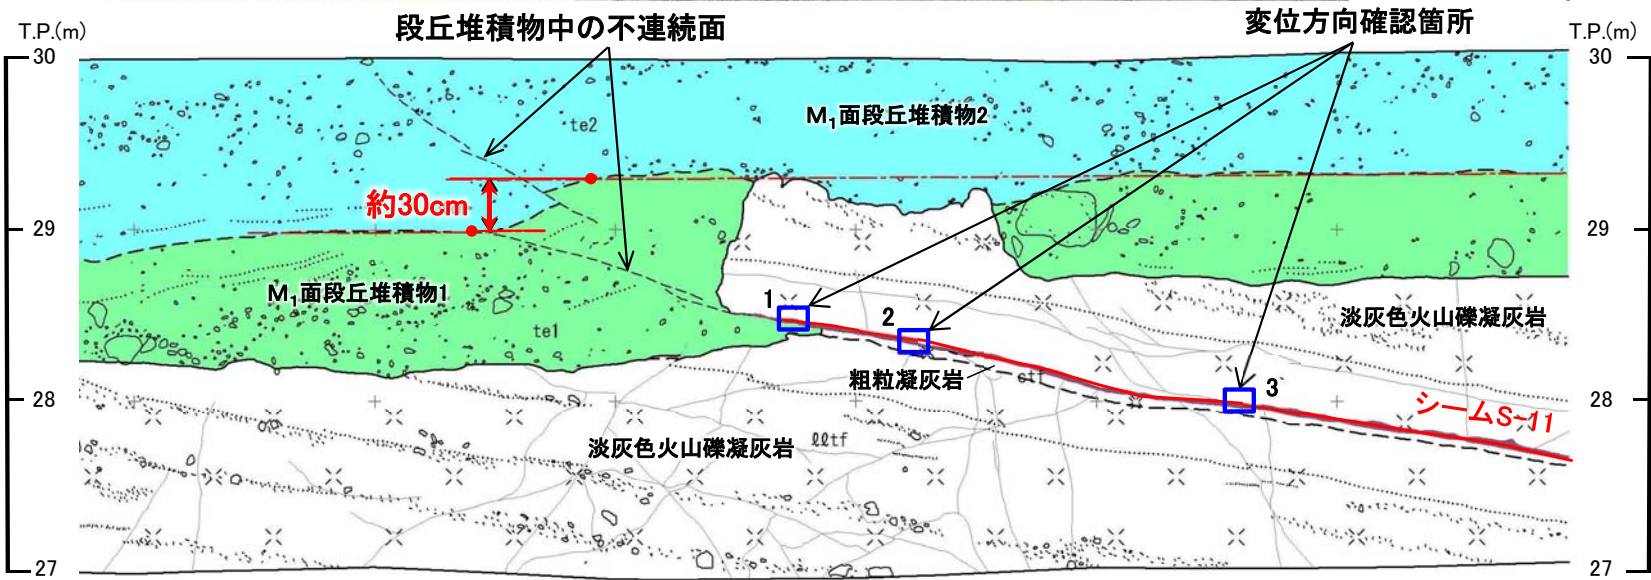 段丘堆積物中の不連続面
変位方向確認箇所
T.P.(m)
T.P.(m)
30
30
te2
M₁面段丘堆積物2
約30cm
29
29
M₁面段丘堆積物1
1
2
淡灰色火山礫凝灰岩
te1
粗粒凝灰岩
ctf
3
28
28
シームS-11
淡灰色火山礫凝灰岩
lltf
27
27